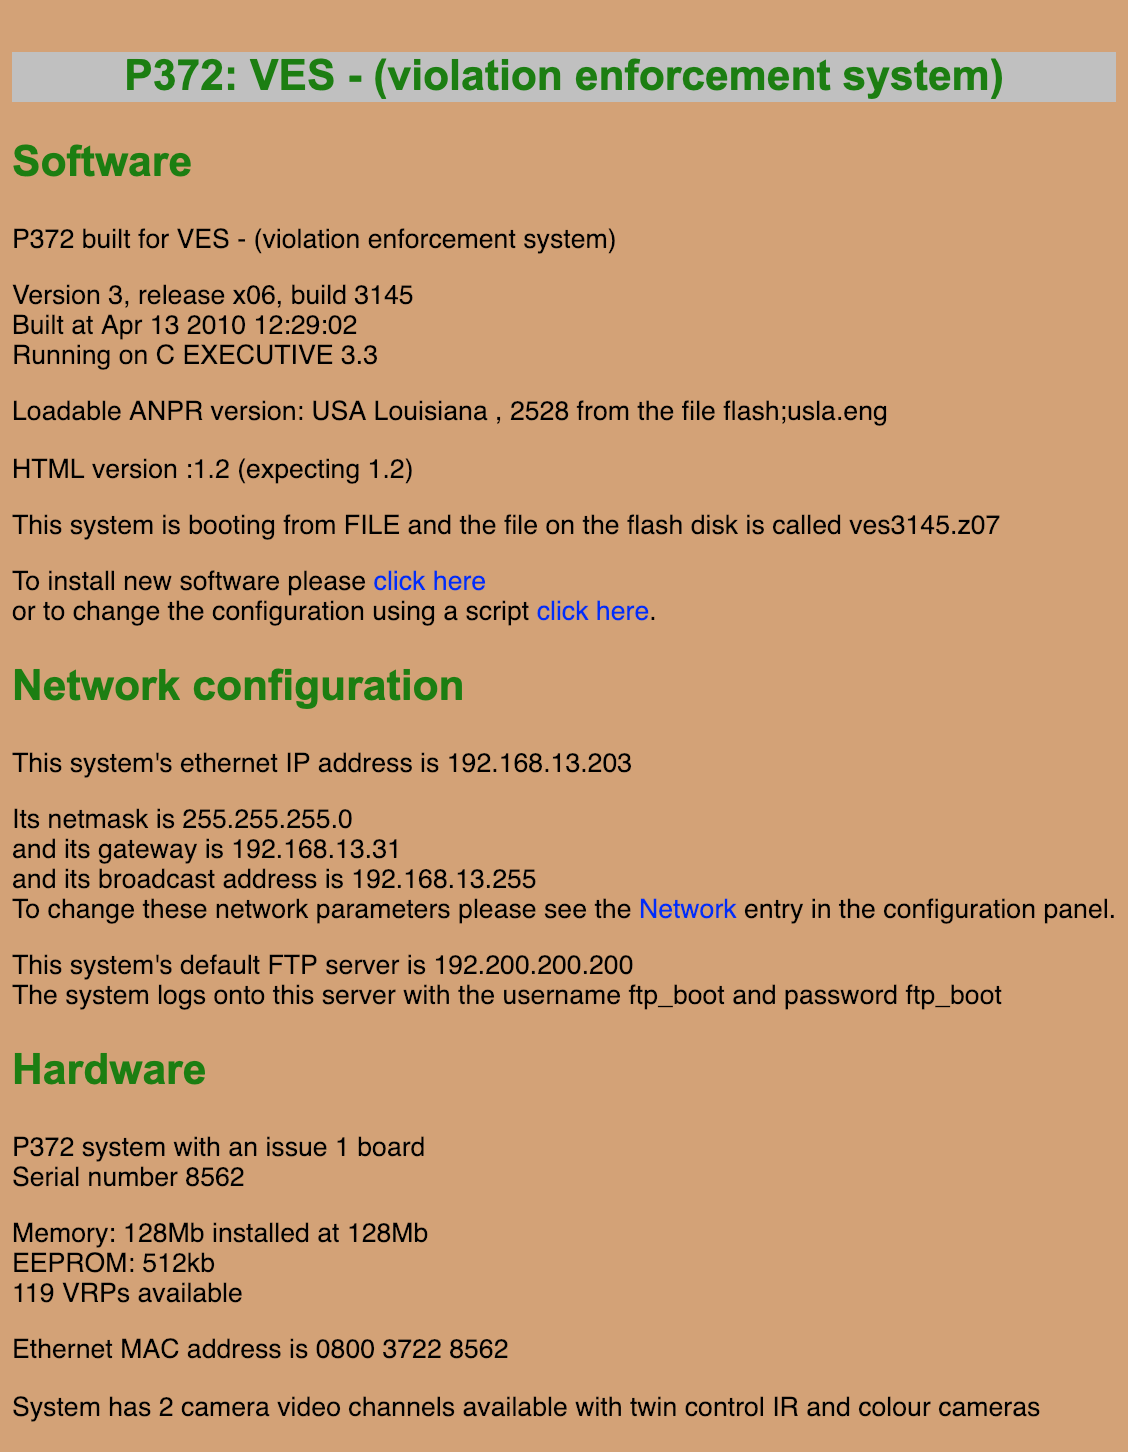 P372: VES - (violation enforcement system)
Software
P372 built for VES - (violation enforcement system)
Version 3, release x06, build 3145
Built at Apr 13 2010 12:29:02
Running on C EXECUTIVE 3.3
Loadable ANPR version: USA Louisiana , 2528 from the file flash;usla.eng
HTML version :1.2 (expecting 1.2)
This system is booting from FILE and the file on the flash disk is called ves3145.z07
To install new software please click here
or to change the configuration using a script click here.
Network configuration
This system's ethernet IP address is 192.168.13.203
Its netmask is 255.255.255.0
and its gateway is 192.168.13.31
and its broadcast address is 192.168.13.255
To change these network parameters please see the Network entry in the configuration panel.
This system's default FTP server is 192.200.200.200
The system logs onto this server with the username ftp_boot and password ftp_boot
Hardware
P372 system with an issue 1 board
Serial number 8562
Memory: 128Mb installed at 128Mb
EEPROM: 512kb
119 VRPs available
Ethernet MAC address is 0800 3722 8562
System has 2 camera video channels available with twin control IR and colour cameras